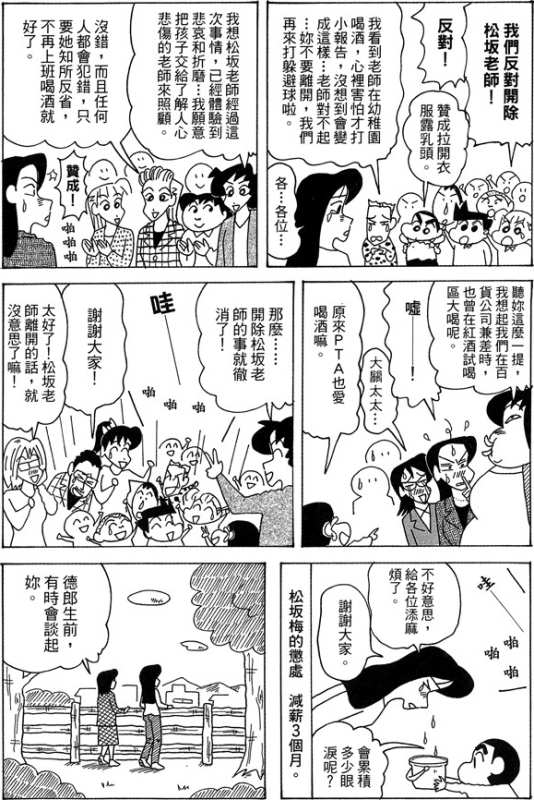 我們反對開除
松坂老師！
反對！
贊成拉開衣
服露乳頭。
我看到老師在幼稚園
喝酒，心裡害怕才打
小報告，沒想到會變
成這樣…老師對不起
…妳不要離開，我們
再來打躲避球啦。
各…各位…
我想松坂老師經過這
次事情，已經體驗到
悲哀和折磨…我願意
把孩子交給了解人心
悲傷的老師來照顧。
沒錯，而且任何
人都會犯錯，只
要她知所反省，
不再上班喝酒就
好了。
贊成！
啪
啪
啪
聽妳這麼一提，
我想起我們在百
貨公司兼差時，
也曾在紅酒試喝
區大喝呢。
噓！
大關太太…
原來ＰＴＡ也愛
喝酒嘛。
那麼……
開除松坂老
師的事就徹
消了！
哇
啪
啪
啪
謝謝大家！
太好了！松坂老
師離開的話，就
沒意思了嘛！
哇
啪
啪
不好意思，
給各位添麻
煩了。
謝謝大家。
會累積
多少眼
淚呢？
松坂梅的懲處　減薪3個月。
德郎生前，
有時會談起
妳。